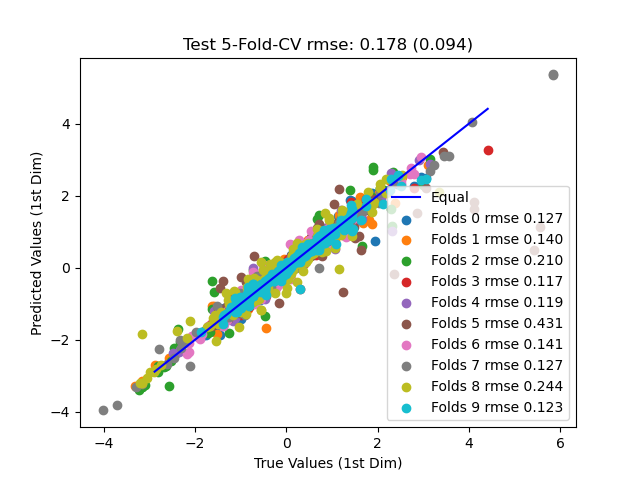 Test 5-Fold-CV rmse: 0.178 (0.094)
Predicted Values (1st Dim)
4
2
0
−2
−4
Equal
Folds 0 rmse 0.127
Folds 1 rmse 0.140
Folds 2 rmse 0.210
Folds 3 rmse 0.117
Folds 4 rmse 0.119
Folds 5 rmse 0.431
Folds 6 rmse 0.141
Folds 7 rmse 0.127
Folds 8 rmse 0.244
Folds 9 rmse 0.123
−4 −2 0 2 4 6
True Values (1st Dim)